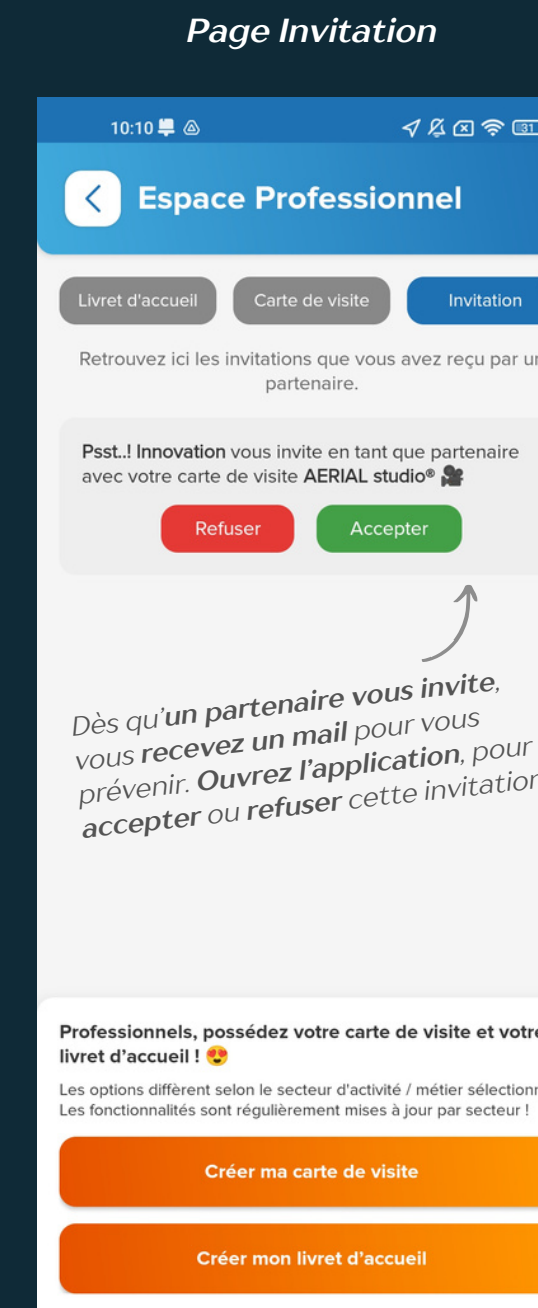 Page Invitation
10:10
31
Espace Professionnel
Livret d'accueil
Carte de visite
Invitation
Retrouvez ici les invitations que vous avez reçu par un
partenaire.
Psst..! Innovation vous invite en tant que partenaire
avec votre carte de visite AERIAL studio® 🎥
Refuser
Accepter
Dès qu'un partenaire vous invite,
vous recevez un mail pour vous
prévenir. Ouvrez l'application, pour
accepter ou refuser cette invitation
Professionnels, possédez votre carte de visite et votre
livret d'accueil ! 😍
Les options diffèrent selon le secteur d'activité / métier sélectionn
Les fonctionnalités sont régulièrement mises à jour par secteur !
Créer ma carte de visite
Créer mon livret d'accueil